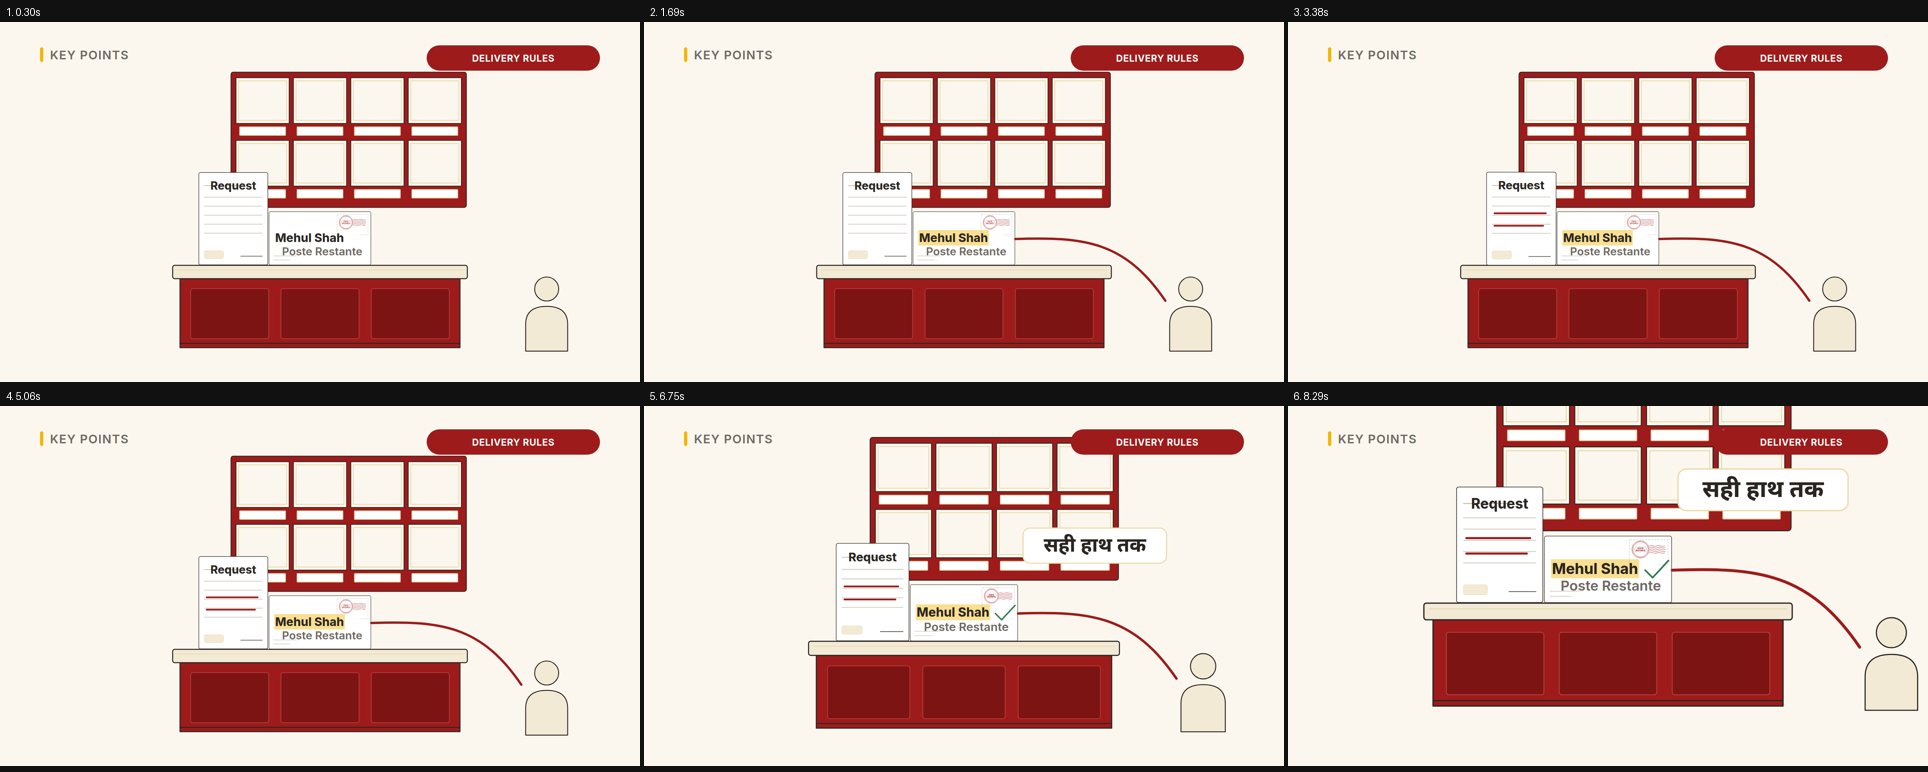 1. 0.30s
KEY POINTS
DELIVERY RULES
Request
Mehul Shah
Poste Restante
2. 1.69s
KEY POINTS
DELIVERY RULES
Request
Mehul Shah
Poste Restante
3. 3.38s
KEY POINTS
DELIVERY RULES
Request
Mehul Shah
Poste Restante
4. 5.06s
KEY POINTS
DELIVERY RULES
Request
Mehul Shah
Poste Restante
5. 6.75s
KEY POINTS
DELIVERY RULES
सही हाथ तक
Request
Mehul Shah
Poste Restante
6. 8.29s
KEY POINTS
DELIVERY RULES
सही हाथ तक
Request
Mehul Shah
Poste Restante